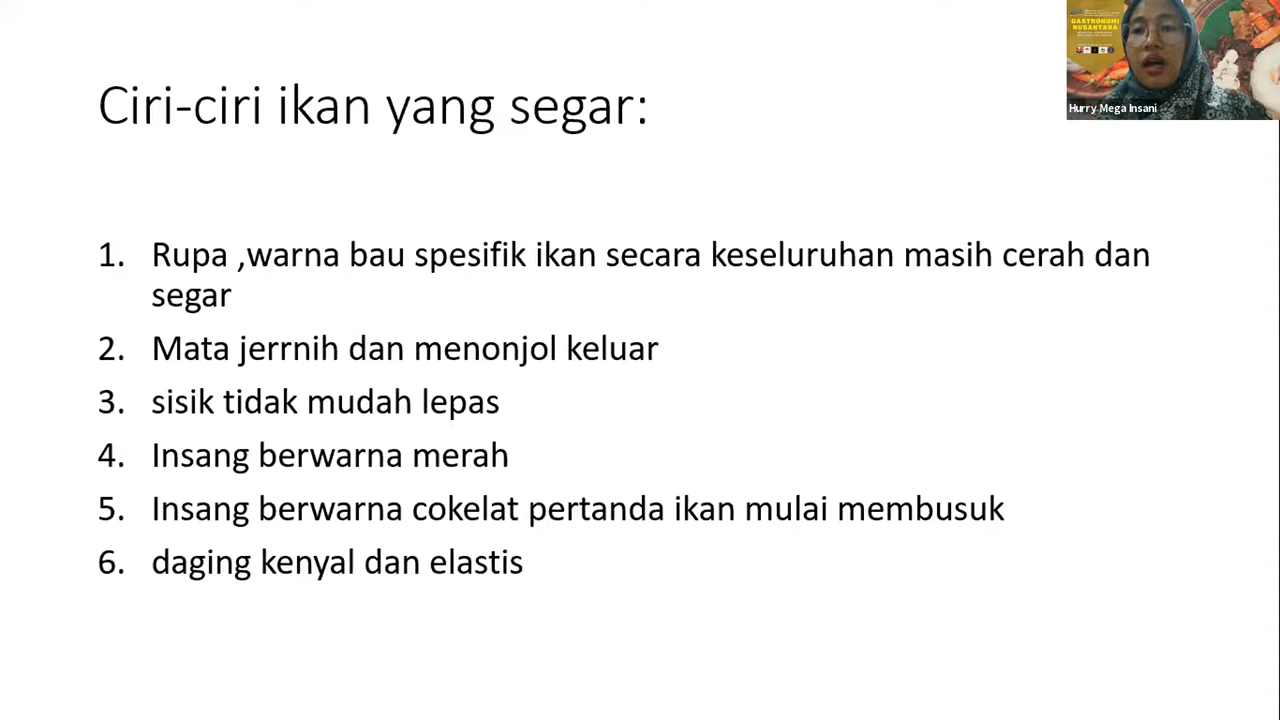 GASTRONOMI
NUSANTARA
Hurry Mega Insani
Ciri-ciri ikan yang segar:
1. Rupa ,warna bau spesifik ikan secara keseluruhan masih cerah dan
segar
2. Mata jerrnih dan menonjol keluar
3. sisik tidak mudah lepas
4. Insang berwarna merah
5. Insang berwarna cokelat pertanda ikan mulai membusuk
6. daging kenyal dan elastis